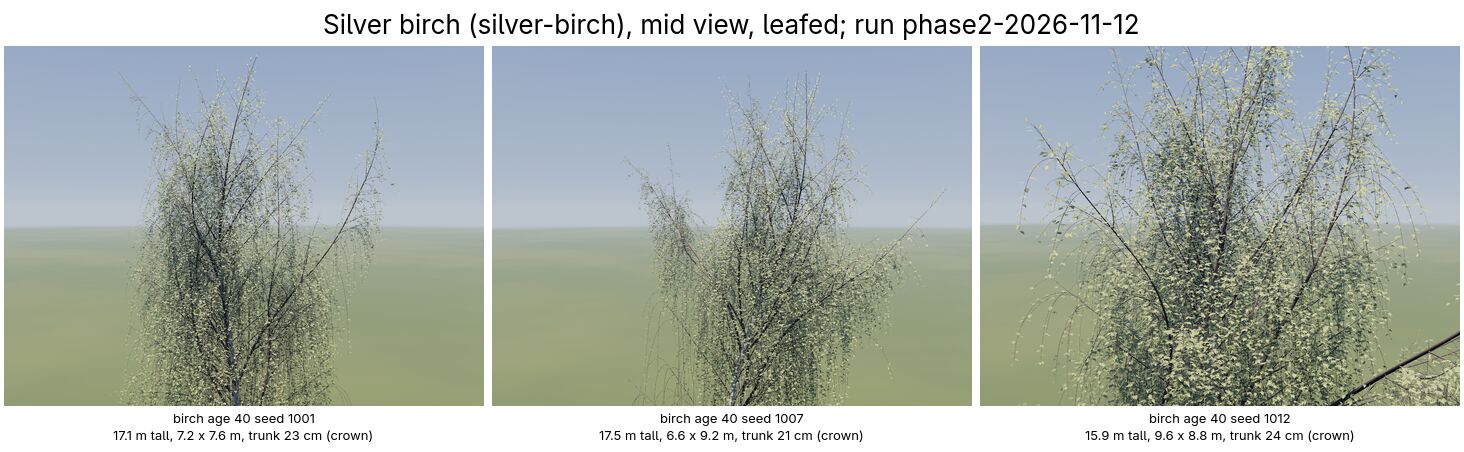 Silver birch (silver-birch), mid view, leafed; run phase2-2026-11-12
birch age 40 seed 1001
17.1 m tall, 7.2 x 7.6 m, trunk 23 cm (crown)
birch age 40 seed 1007
17.5 m tall, 6.6 x 9.2 m, trunk 21 cm (crown)
birch age 40 seed 1012
15.9 m tall, 9.6 x 8.8 m, trunk 24 cm (crown)